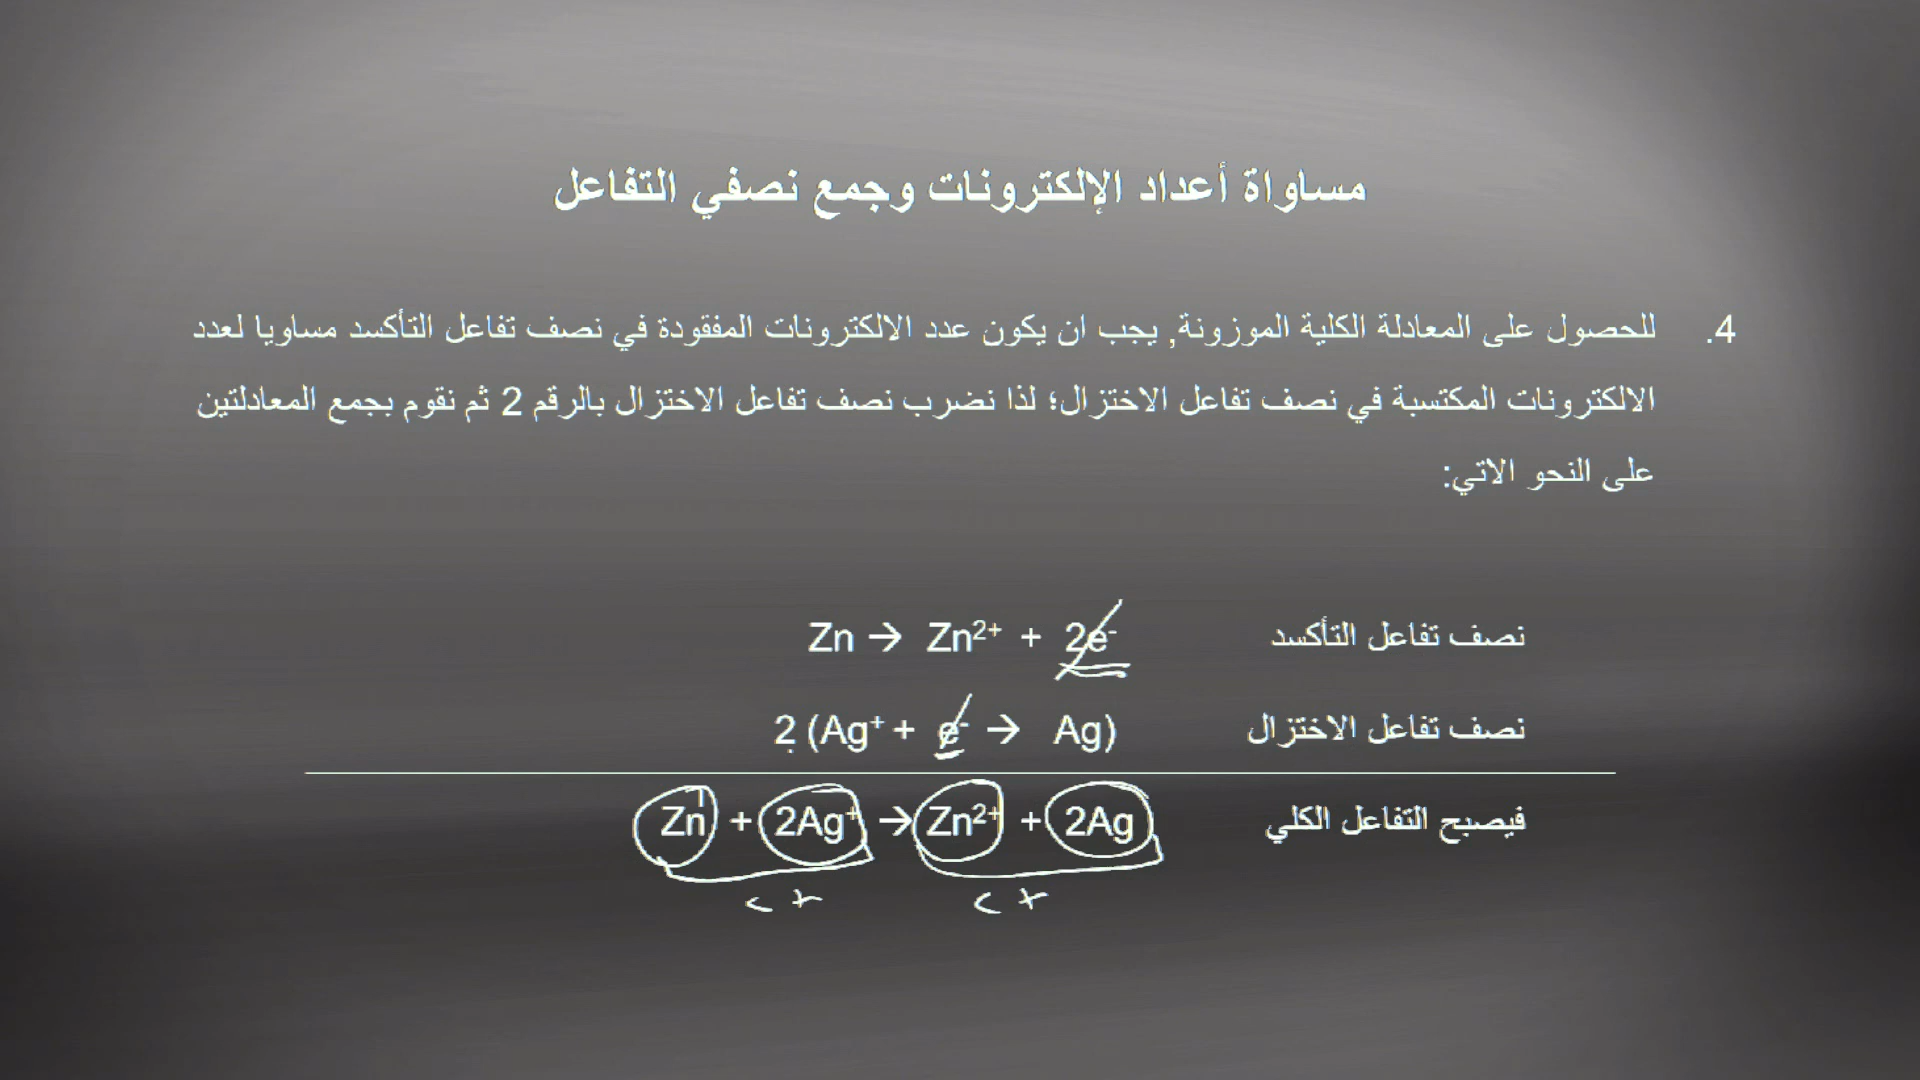 مساواة أعداد الإلكترونات وجمع نصفي التفاعل
4. للحصول على المعادلة الكلية الموزونة, يجب ان يكون عدد الالكترونات المفقودة في نصف تفاعل التأكسد مساويا لعدد
الالكترونات المكتسبة في نصف تفاعل الاختزال؛ لذا نضرب نصف تفاعل الاختزال بالرقم 2 ثم نقوم بجمع المعادلتين
على النحو الاتي:
نصف تفاعل التأكسد Zn → Zn²⁺ + 2e⁻
نصف تفاعل الاختزال 2 (Ag⁺ + e⁻ → Ag)
فيصبح التفاعل الكلي Zn + 2Ag⁺ → Zn²⁺ + 2Ag